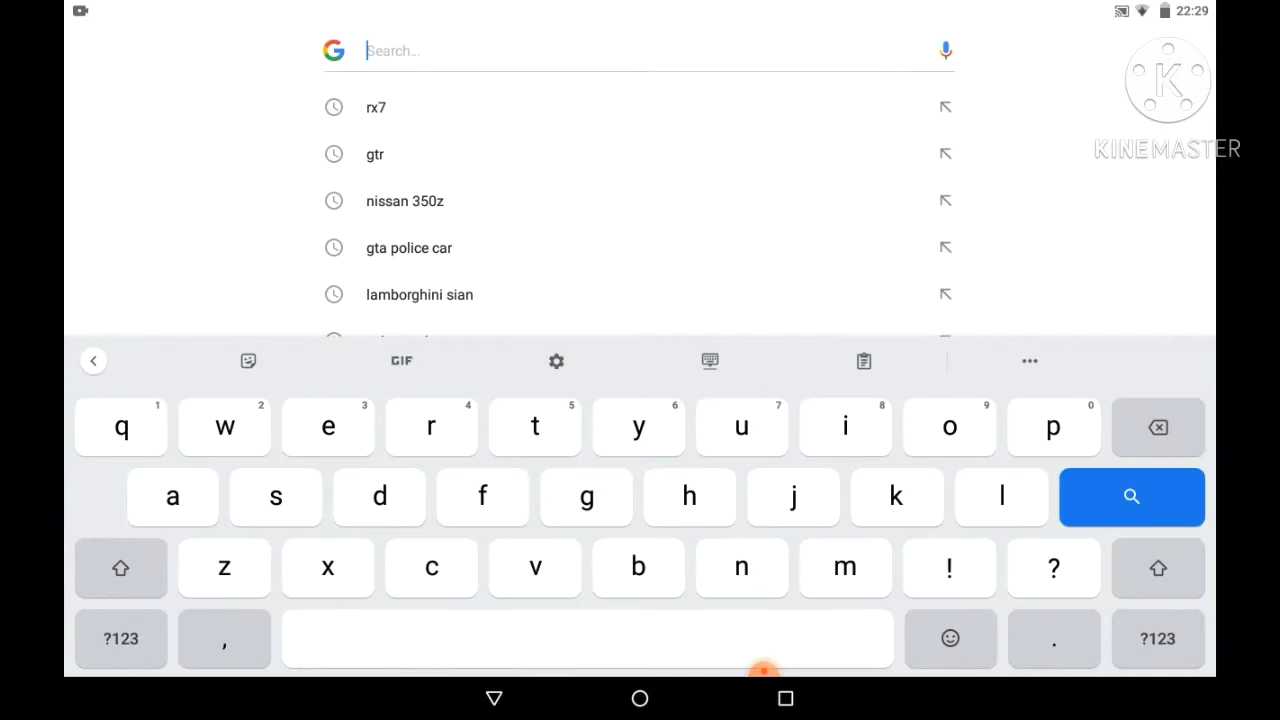 22:29
Search...
rx7
gtr
nissan 350z
gta police car
lamborghini sian
KINEMASTER
K
GIF
q 1 w 2 e 3 r 4 t 5 y 6 u 7 i 8 o 9 p 0
a s d f g h j k l
z x c v b n m ! ?
?123 , . ?123